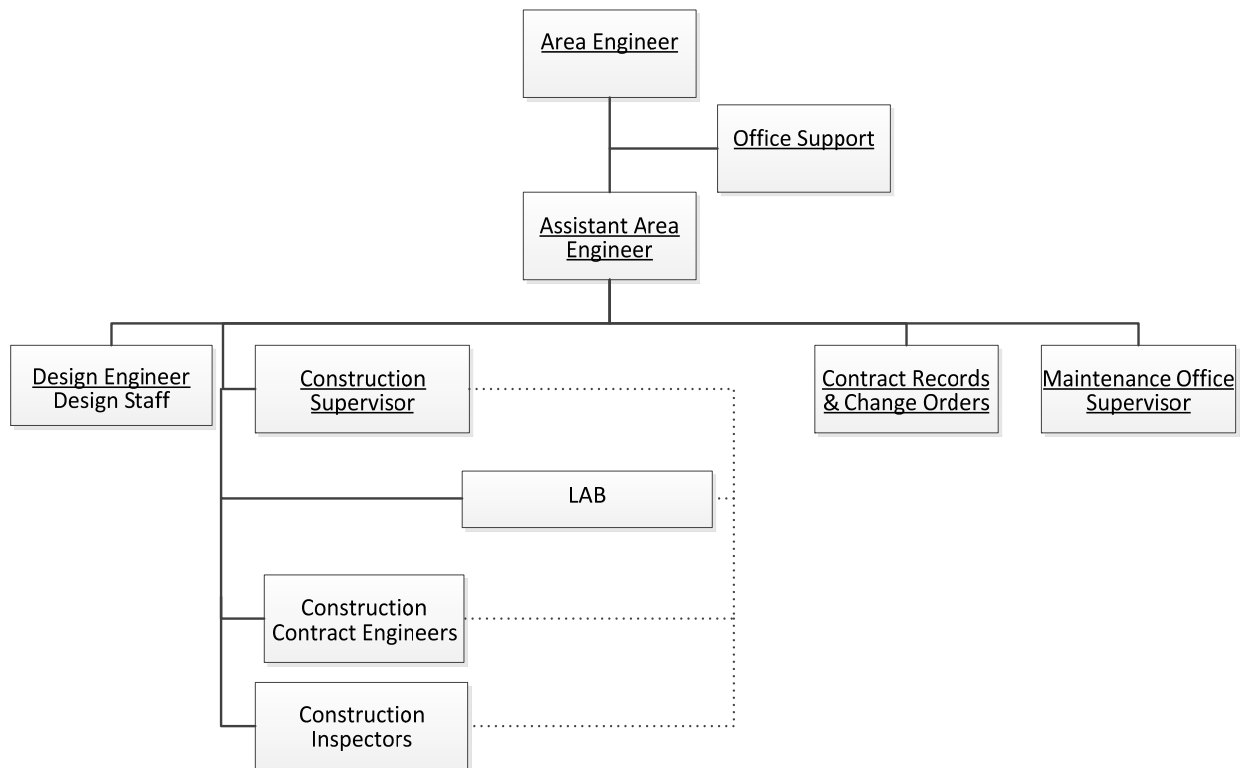 Area Engineer
Office Support
Assistant Area
Engineer
Design Engineer
Design Staff
Construction
Supervisor
Contract Records
& Change Orders
Maintenance Office
Supervisor
LAB
Construction
Contract Engineers
Construction
Inspectors